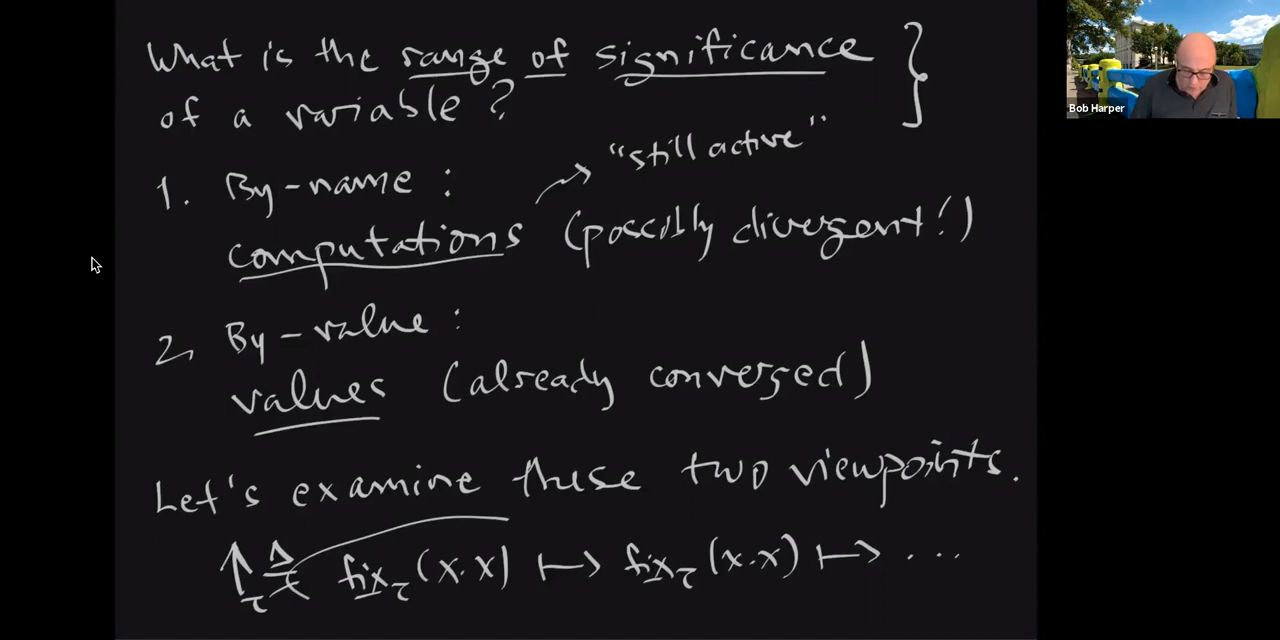 What is the range of significance
of a variable?
"still active"
1. By-name:
computations (possibly divergent!)
2. By-value:
values (already converged)
Let's examine these two viewpoints.
↑τ ≜ fixτ(x.x) ↦ fixτ(x.x) ↦ ...
Bob Harper